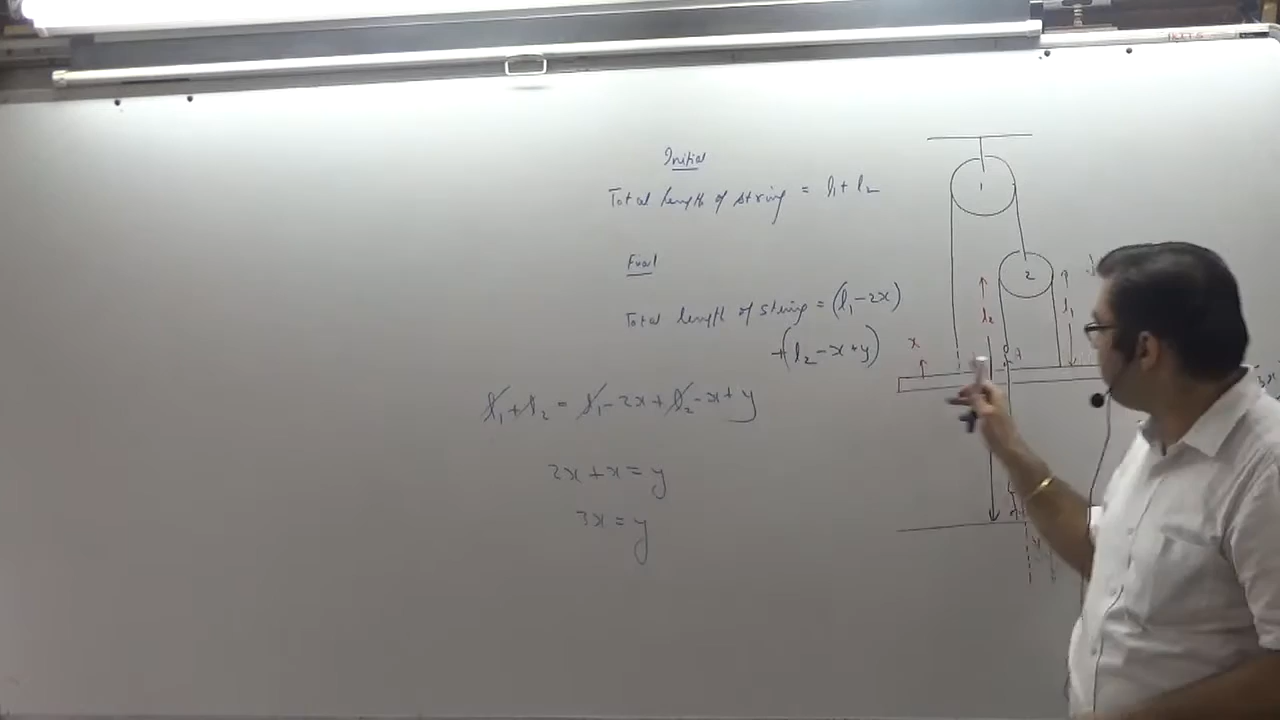 Initial
Total length of string = l₁ + l₂
Final
Total length of string = (l₁ - 2x)
+ (l₂ - x + y)
l₁ + l₂ = l₁ - 2x + l₂ - x + y
2x + x = y
3x = y
1
2
l₂
l₁
x
A
3x